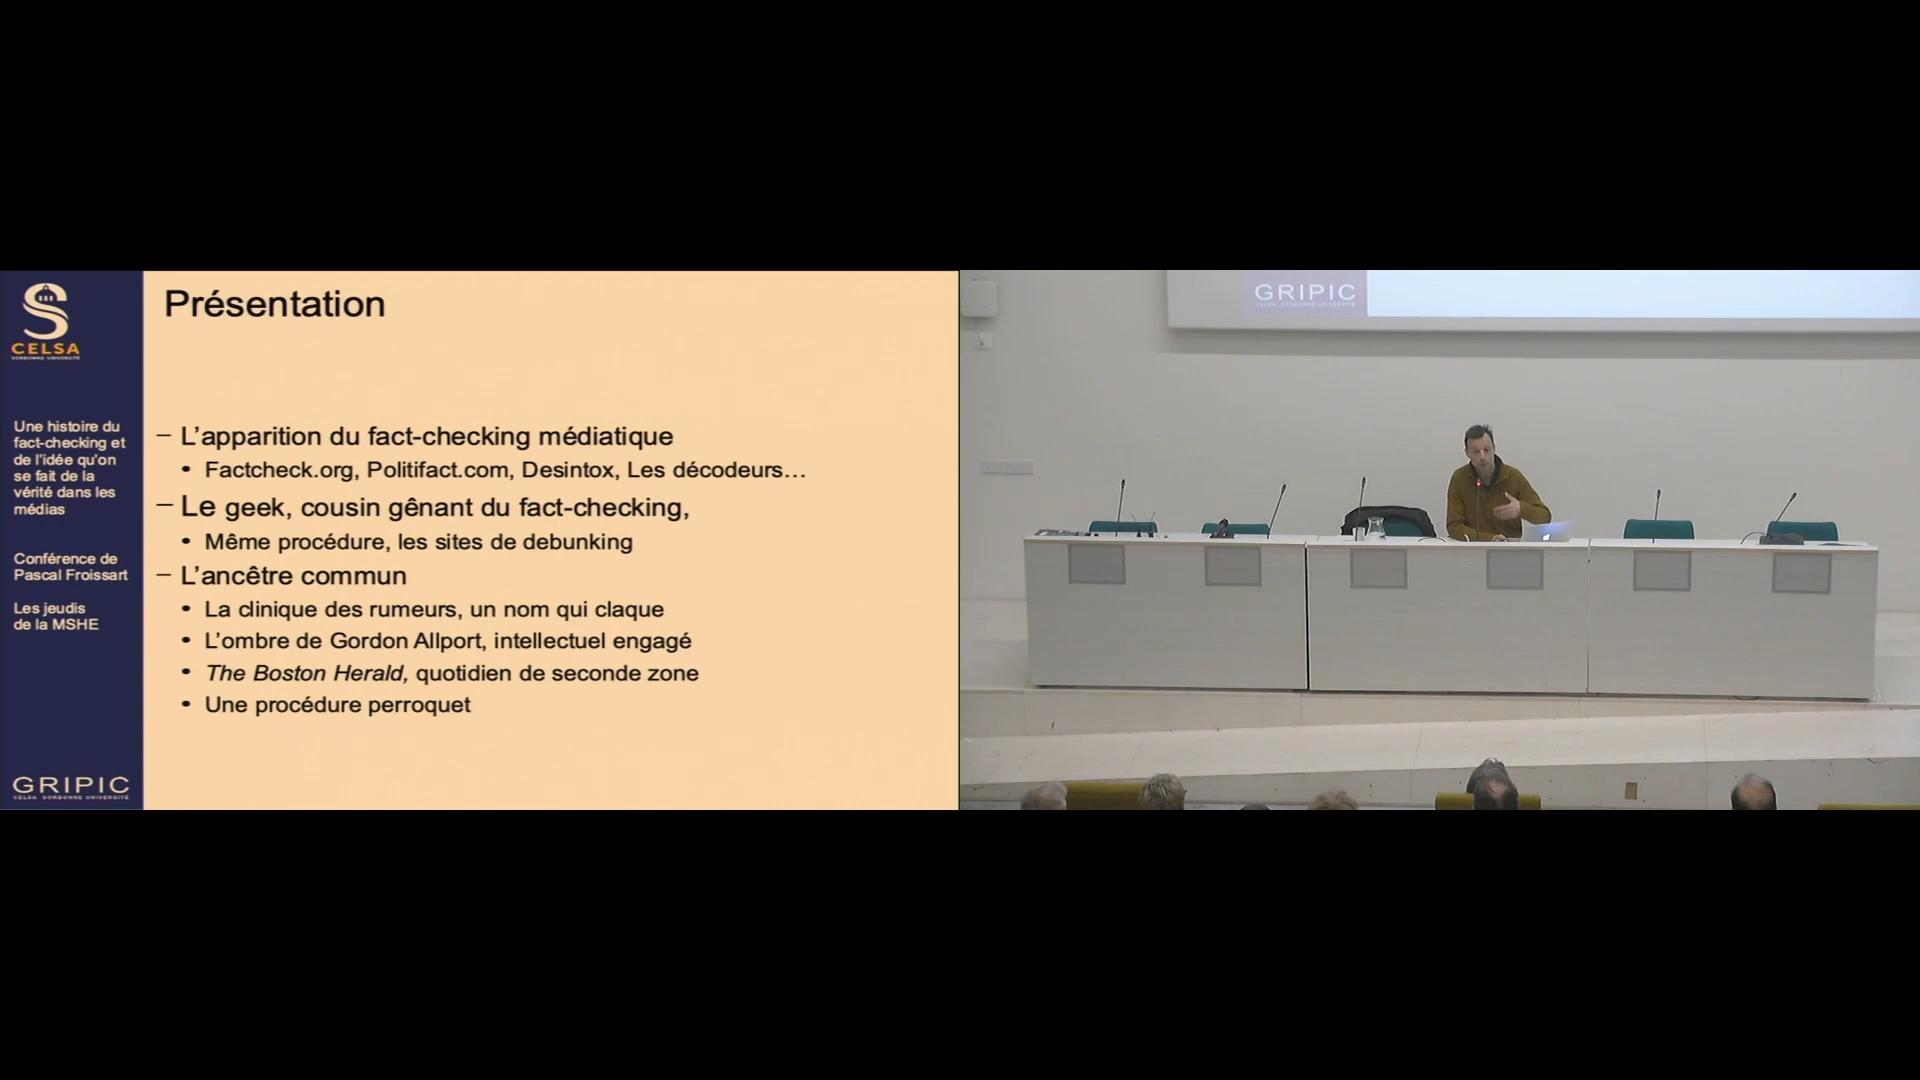 CELSA
SORBONNE UNIVERSITÉ
Une histoire du
fact-checking et
de l'idée qu'on
se fait de la
vérité dans les
médias
Conférence de
Pascal Froissart
Les jeudis
de la MSHE
GRIPIC
CELSA SORBONNE UNIVERSITÉ
Présentation
– L'apparition du fact-checking médiatique
• Factcheck.org, Politifact.com, Desintox, Les décodeurs…
– Le geek, cousin gênant du fact-checking,
• Même procédure, les sites de debunking
– L'ancêtre commun
• La clinique des rumeurs, un nom qui claque
• L'ombre de Gordon Allport, intellectuel engagé
• The Boston Herald, quotidien de seconde zone
• Une procédure perroquet
GRIPIC
CELSA SORBONNE UNIVERSITÉ